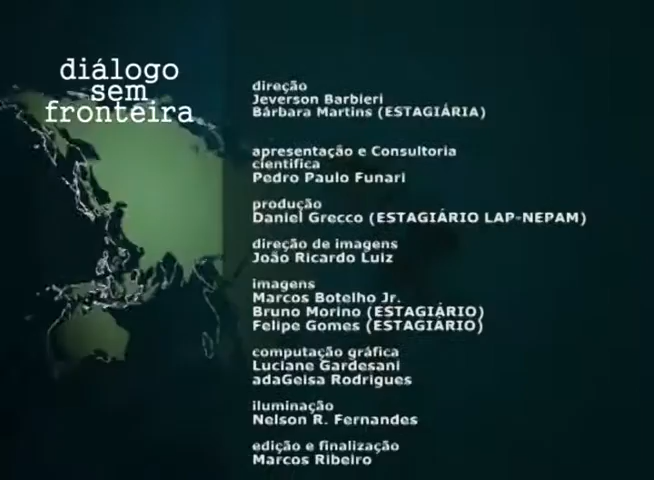 diálogo
sem
fronteira
direção
Jeverson Barbieri
Bárbara Martins (ESTAGIÁRIA)
apresentação e Consultoria
científica
Pedro Paulo Funari
produção
Daniel Grecco (ESTAGIÁRIO LAP-NEPAM)
direção de imagens
João Ricardo Luiz
imagens
Marcos Botelho Jr.
Bruno Morino (ESTAGIÁRIO)
Felipe Gomes (ESTAGIÁRIO)
computação gráfica
Luciane Gardesani
adaGeisa Rodrigues
iluminação
Nelson R. Fernandes
edição e finalização
Marcos Ribeiro